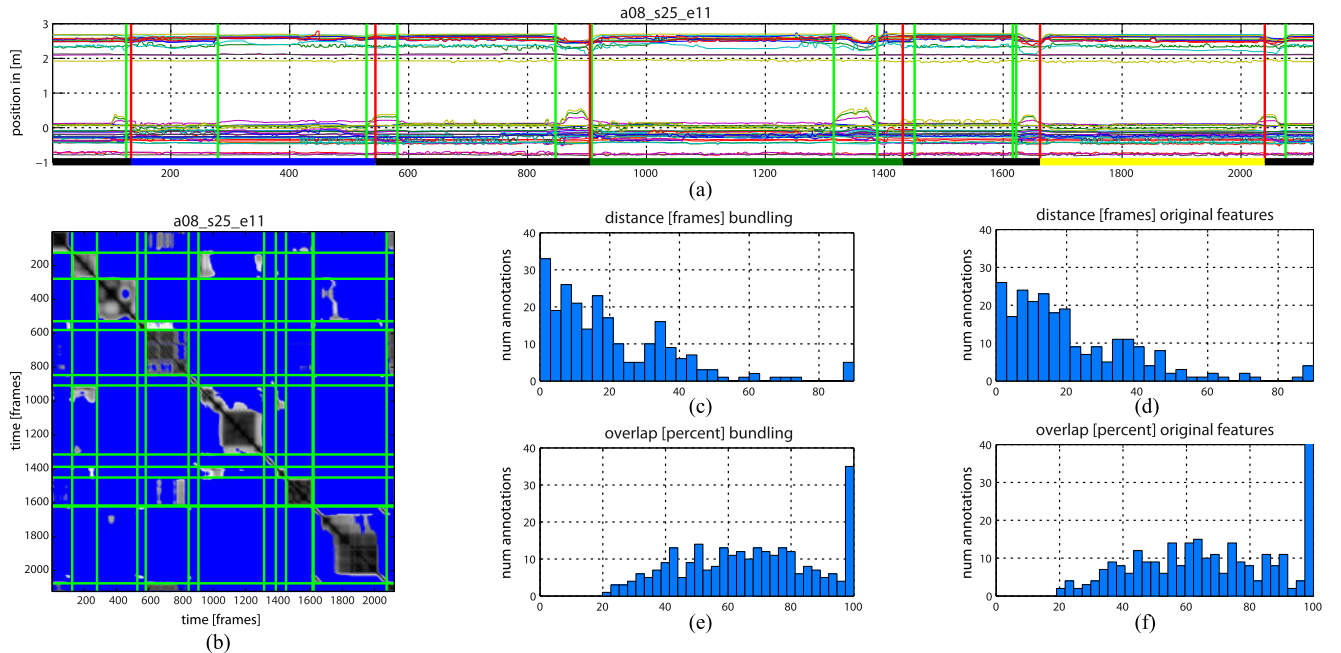 a08_s25_e11
position in [m]
3
2
1
0
−1
200 400 600 800 1000 1200 1400 1600 1800 2000
(a)
a08_s25_e11
time [frames]
200
400
600
800
1000
1200
1400
1600
1800
2000
200 400 600 800 1000 1200 1400 1600 1800 2000
time [frames]
(b)
distance [frames] bundling
num annotations
40
30
20
10
0
0 20 40 60 80
(c)
distance [frames] original features
num annotations
40
30
20
10
0
0 20 40 60 80
(d)
overlap [percent] bundling
num annotations
40
30
20
10
0
0 20 40 60 80 100
(e)
overlap [percent] original features
num annotations
40
30
20
10
0
0 20 40 60 80 100
(f)